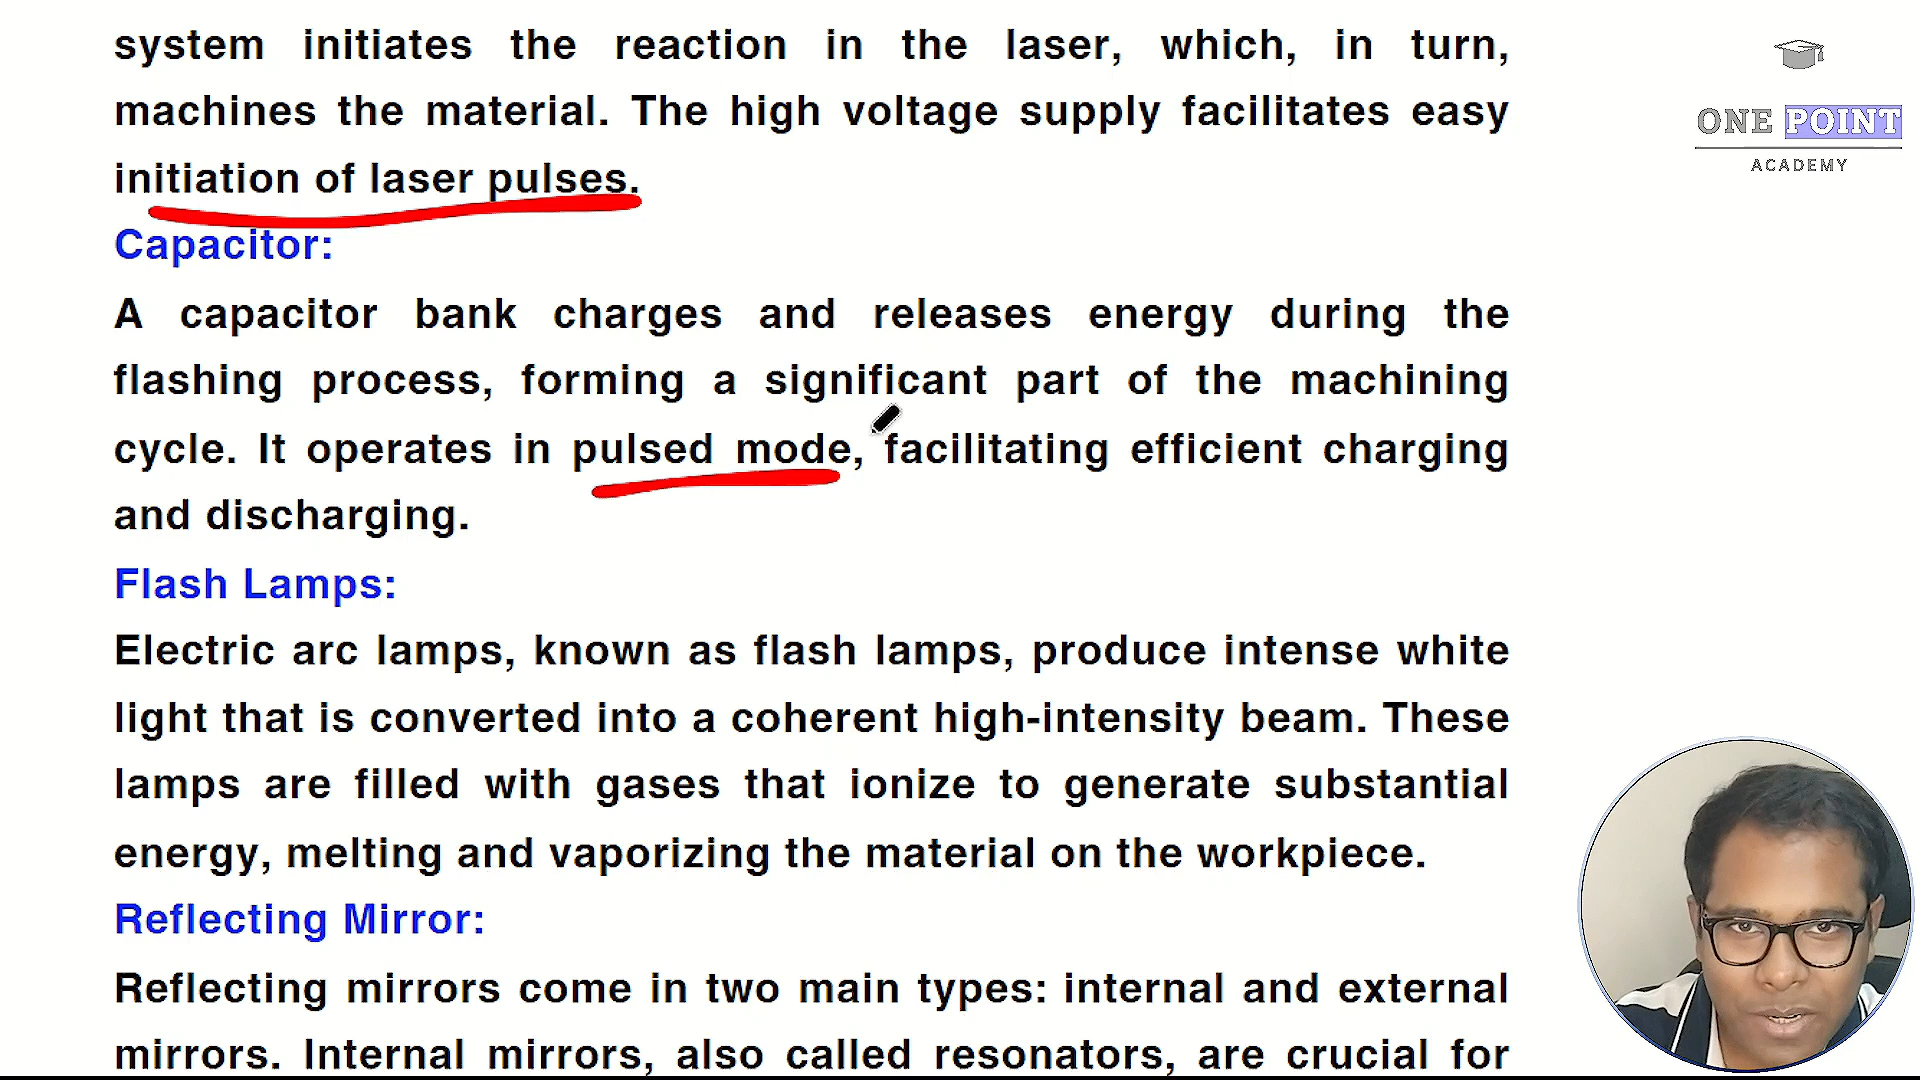 system initiates the reaction in the laser, which, in turn,
machines the material. The high voltage supply facilitates easy
initiation of laser pulses.
Capacitor:
A capacitor bank charges and releases energy during the
flashing process, forming a significant part of the machining
cycle. It operates in pulsed mode, facilitating efficient charging
and discharging.
Flash Lamps:
Electric arc lamps, known as flash lamps, produce intense white
light that is converted into a coherent high-intensity beam. These
lamps are filled with gases that ionize to generate substantial
energy, melting and vaporizing the material on the workpiece.
Reflecting Mirror:
Reflecting mirrors come in two main types: internal and external
mirrors. Internal mirrors, also called resonators, are crucial for
ONE POINT
ACADEMY